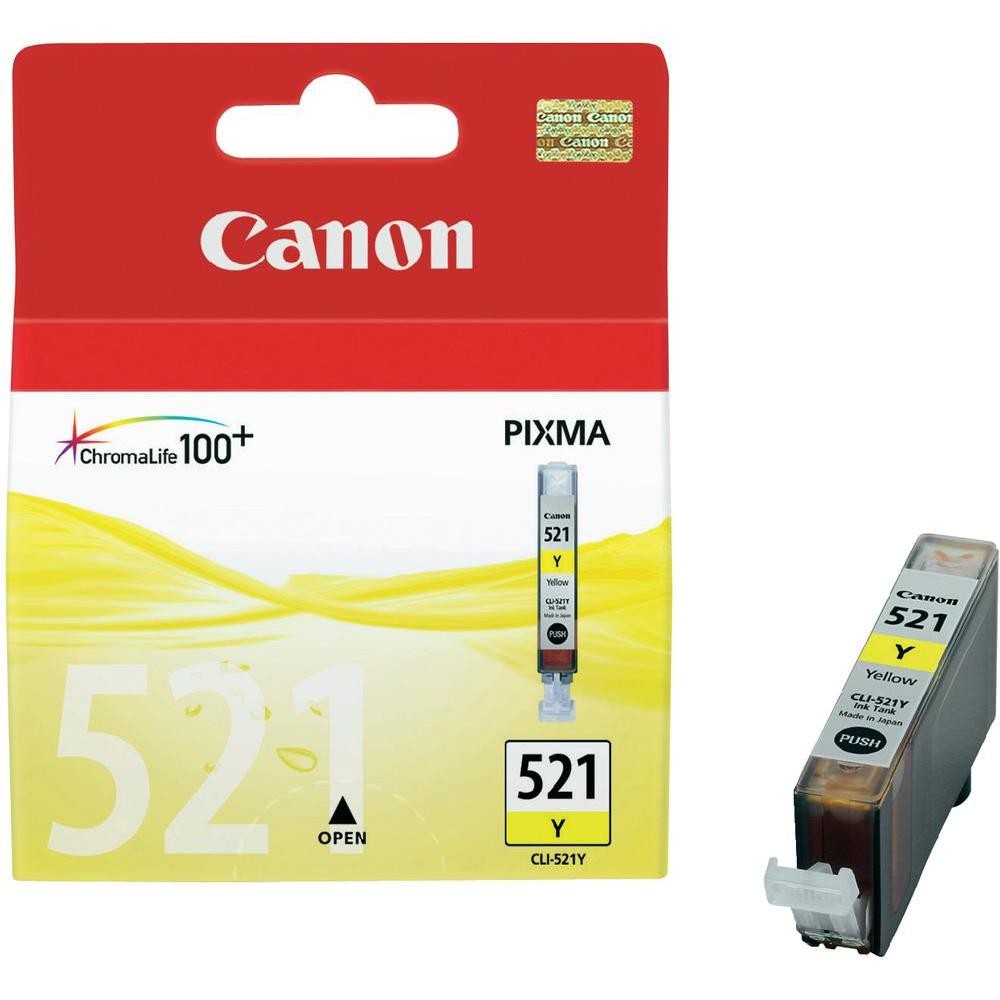 Canon Canon
Canon
Canon
ChromaLife100+
PIXMA
Canon
521
Y
Yellow
CLI-521Y
Ink Tank
Made in Japan
PUSH
521
OPEN
521
Y
CLI-521Y
Canon
521
Y
Yellow
CLI-521Y
Ink Tank
Made in Japan
PUSH